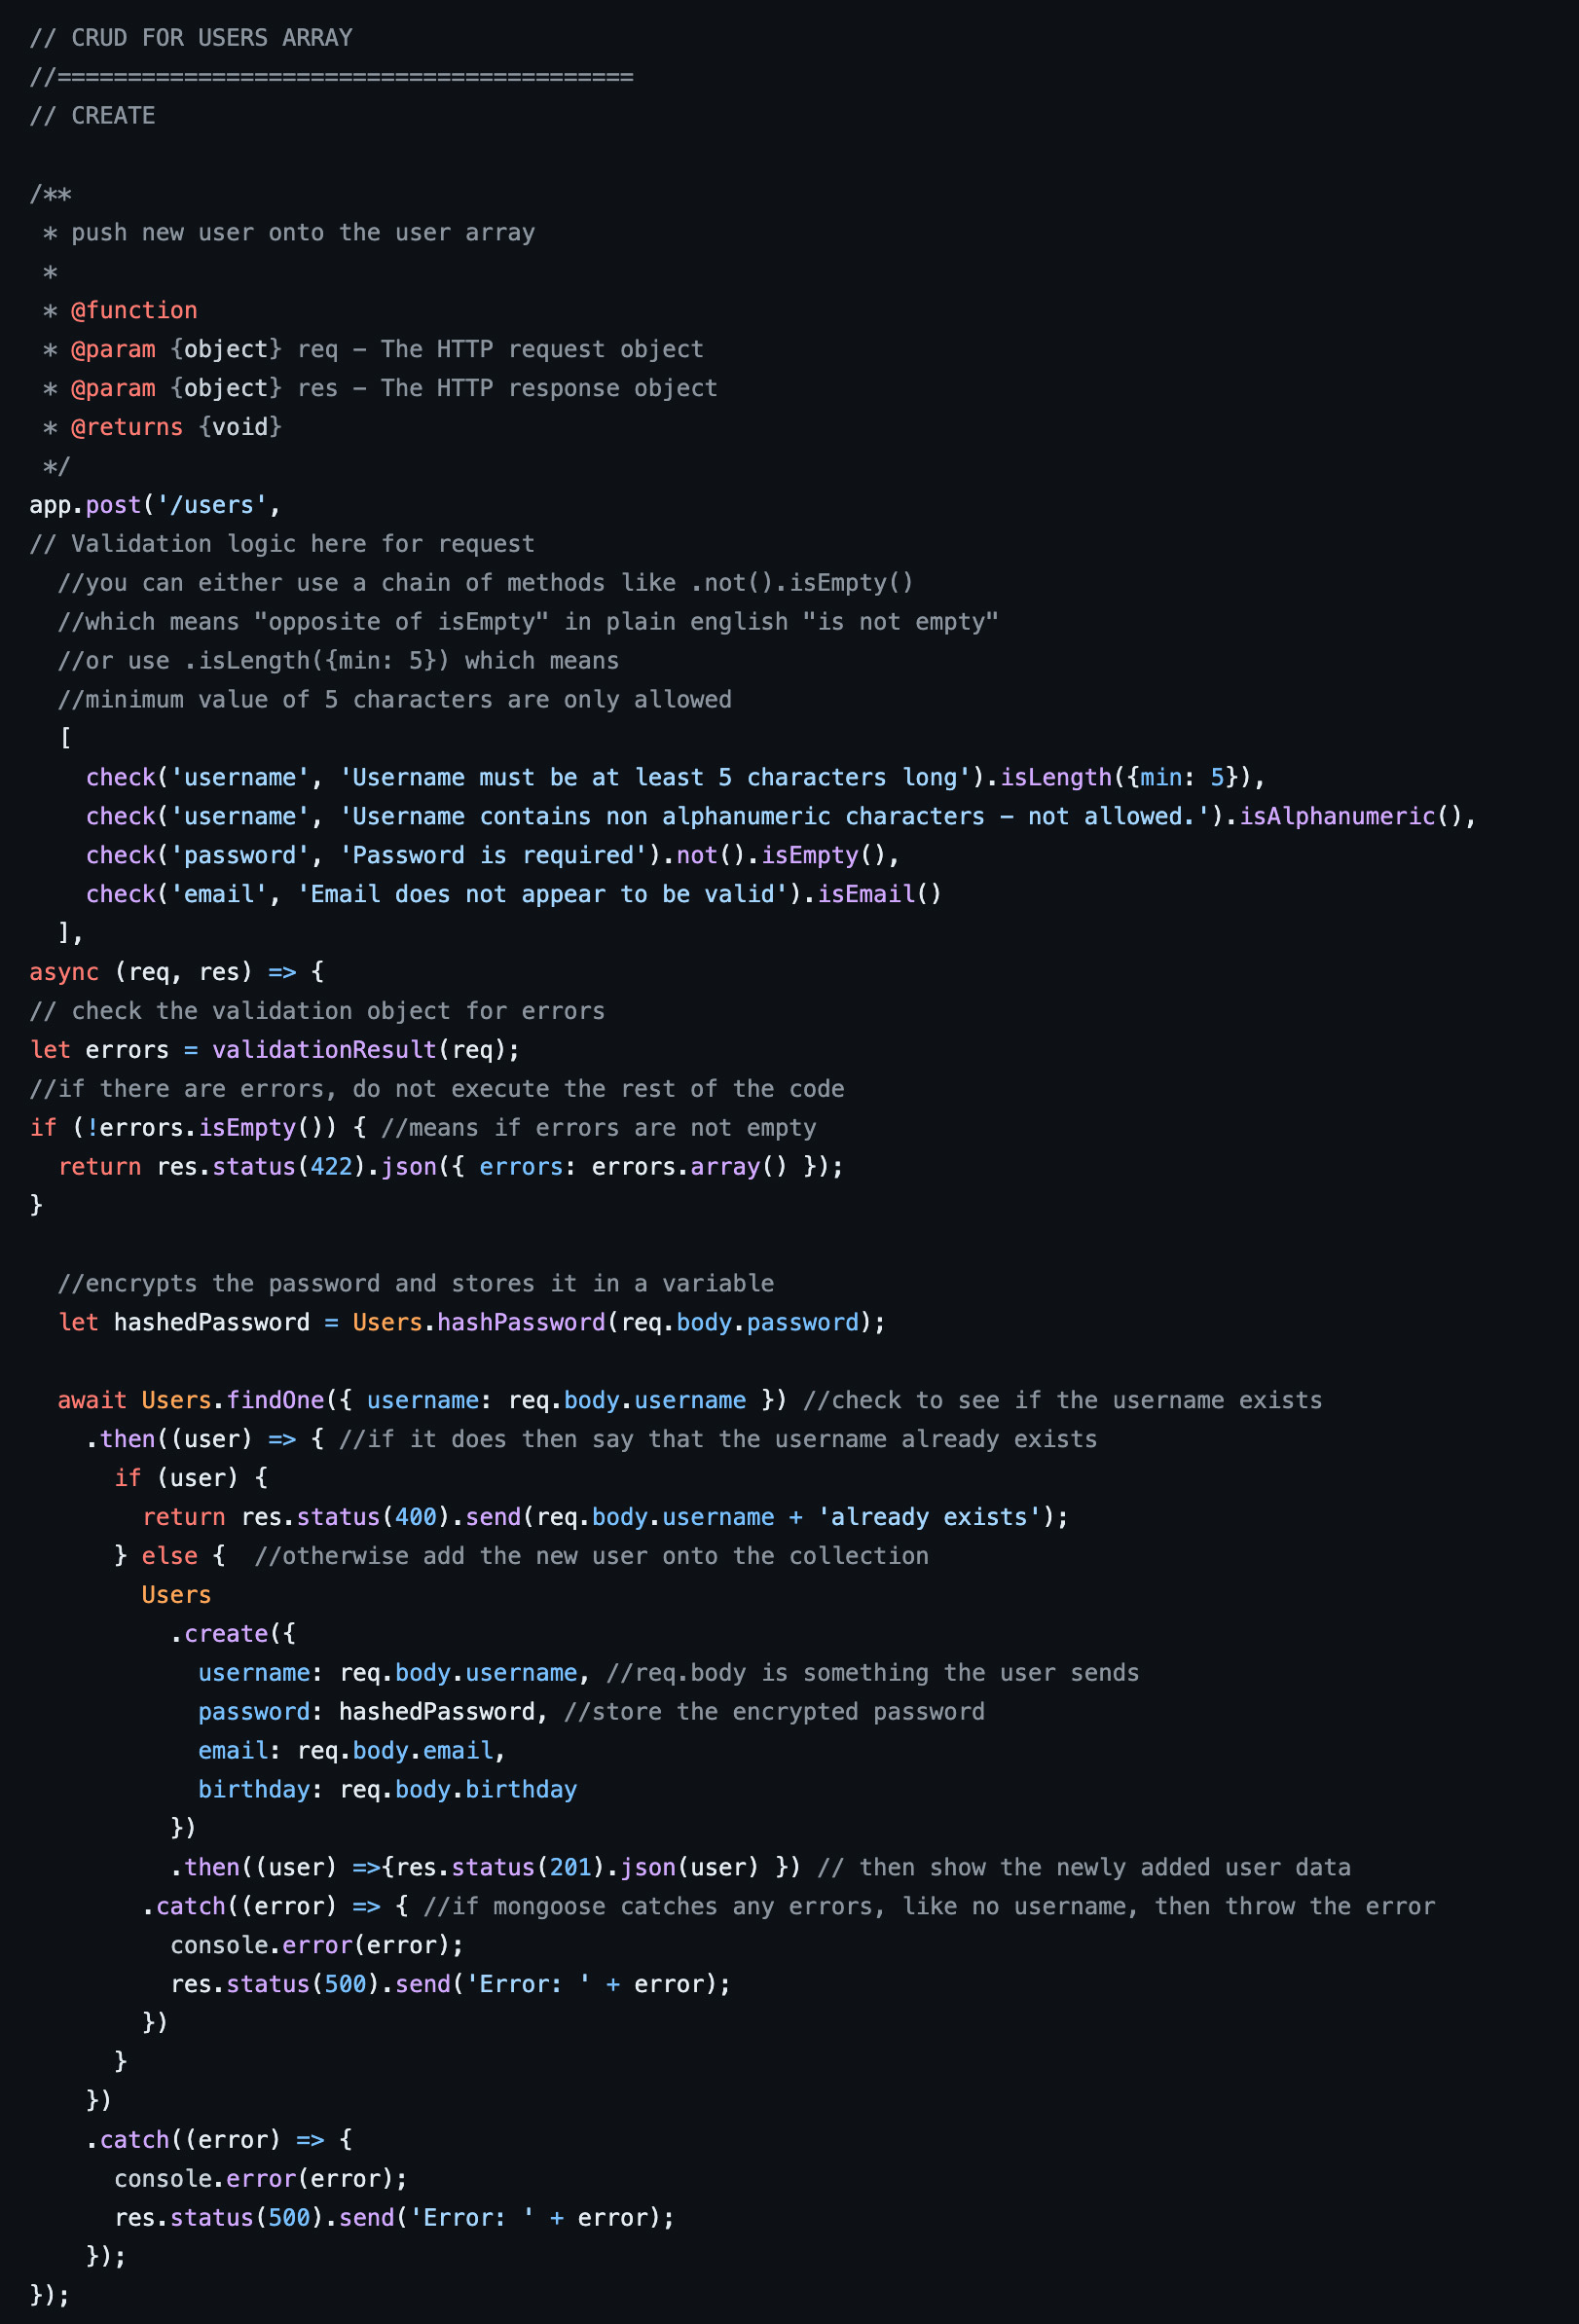 // CRUD FOR USERS ARRAY
//=========================================
// CREATE

/**
 * push new user onto the user array
 *
 * @function
 * @param {object} req - The HTTP request object
 * @param {object} res - The HTTP response object
 * @returns {void}
 */
app.post('/users',
// Validation logic here for request
  //you can either use a chain of methods like .not().isEmpty()
  //which means "opposite of isEmpty" in plain english "is not empty"
  //or use .isLength({min: 5}) which means
  //minimum value of 5 characters are only allowed
  [
    check('username', 'Username must be at least 5 characters long').isLength({min: 5}),
    check('username', 'Username contains non alphanumeric characters - not allowed.').isAlphanumeric(),
    check('password', 'Password is required').not().isEmpty(),
    check('email', 'Email does not appear to be valid').isEmail()
  ],
async (req, res) => {
// check the validation object for errors
let errors = validationResult(req);
//if there are errors, do not execute the rest of the code
if (!errors.isEmpty()) { //means if errors are not empty
  return res.status(422).json({ errors: errors.array() });
}

  //encrypts the password and stores it in a variable
  let hashedPassword = Users.hashPassword(req.body.password);

  await Users.findOne({ username: req.body.username }) //check to see if the username exists
    .then((user) => { //if it does then say that the username already exists
      if (user) {
        return res.status(400).send(req.body.username + 'already exists');
      } else {  //otherwise add the new user onto the collection
        Users
          .create({
            username: req.body.username, //req.body is something the user sends
            password: hashedPassword, //store the encrypted password
            email: req.body.email,
            birthday: req.body.birthday
          })
          .then((user) =>{res.status(201).json(user) }) // then show the newly added user data
        .catch((error) => { //if mongoose catches any errors, like no username, then throw the error
          console.error(error);
          res.status(500).send('Error: ' + error);
        })
      }
    })
    .catch((error) => {
      console.error(error);
      res.status(500).send('Error: ' + error);
    });
});